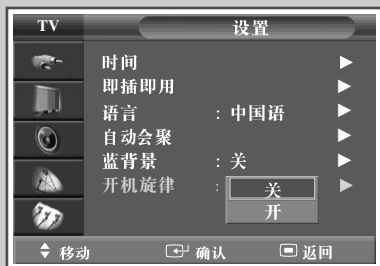 TV 设置
时间
即插即用
语言 : 中国语
自动会聚
蓝背景 : 关
开机旋律 : 关
开
移动 确认 返回